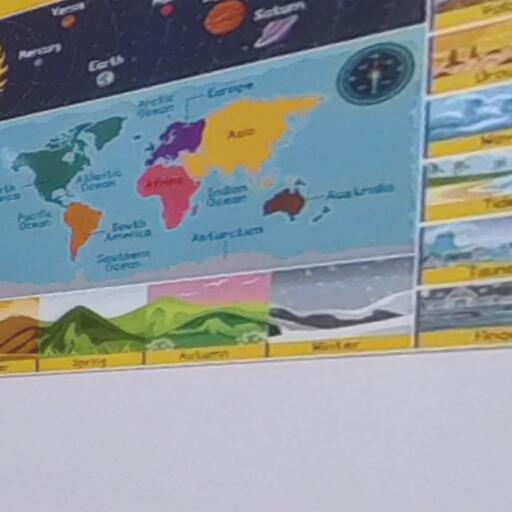 Venus
Saturn
Mercury
Earth
Arctic
Ocean
Europe
Asia
Atlantic
Ocean
Africa
Indian
Ocean
Australia
Pacific
Ocean
South
America
Antarctica
Southern
Ocean
Spring
Autumn
Winter